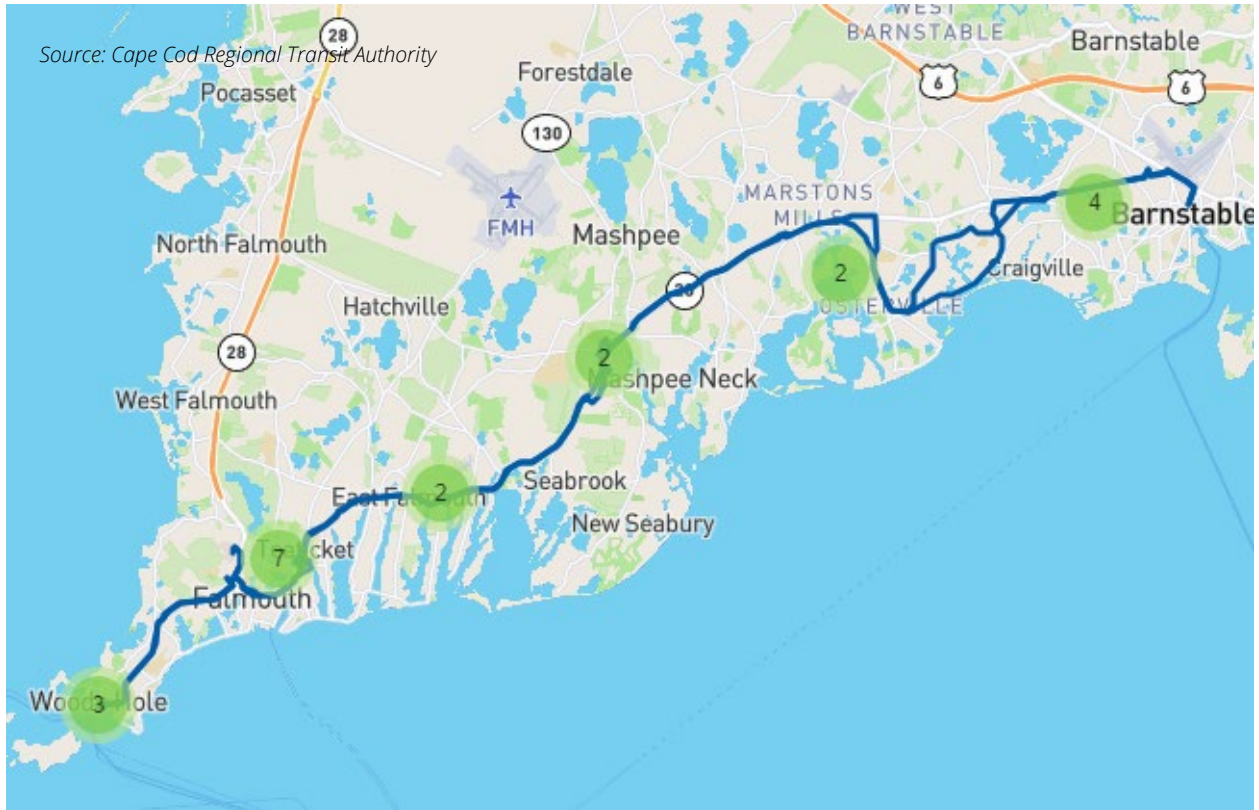 WEST
BARNSTABLE
28
Source: Cape Cod Regional Transit Authority
Barnstable
Forestdale
6
6
Pocasset
130
4
MARSTONS
MILLS
FMH
Barnstable
Mashpee
North Falmouth
2
Craigville
28
Hatchville
OSTERVILLE
28
2
Mashpee Neck
West Falmouth
Seabrook
2
East Falmouth
New Seabury
7
Teaticket
Falmouth
3
Woods Hole